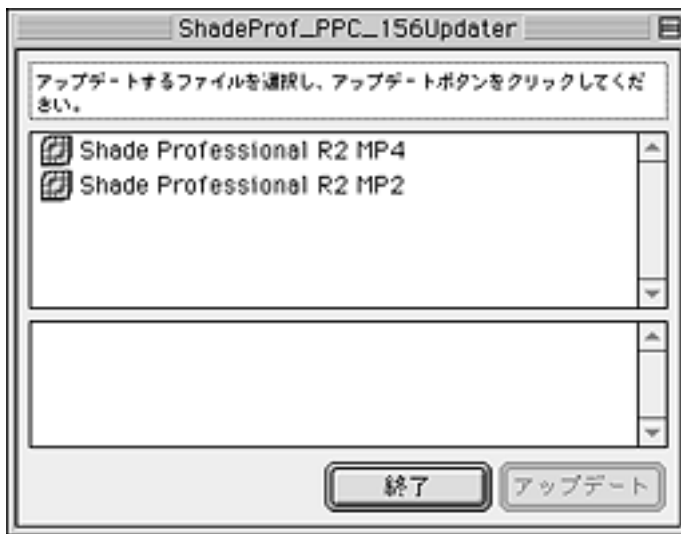 ShadeProf_PPC_156Updater
アップデートするファイルを選択し、アップデートボタンをクリックしてくだ
さい。
Shade Professional R2 MP4
Shade Professional R2 MP2
終了
アップデート